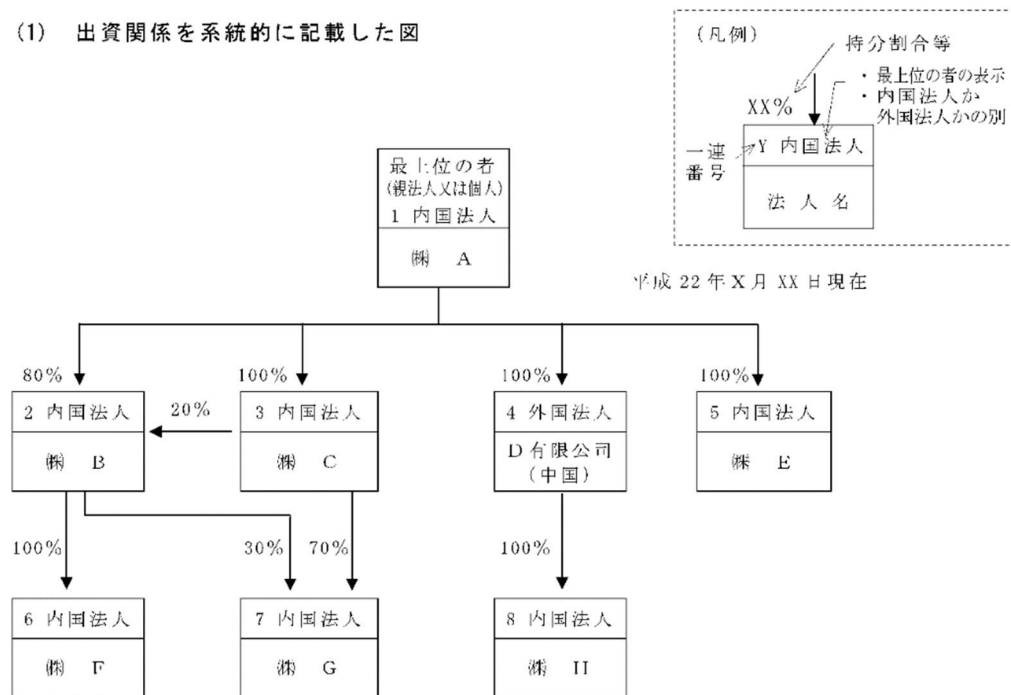 (1) 出資関係を系統的に記載した図
(凡例)
持分割合等
・最上位の者の表示
・内国法人か
外国法人かの別
XX%
一連
番号
Y 内国法人
法 人 名
最上位の者
(親法人又は個人)
1 内国法人
㈱ A
平成 22 年 X 月 XX 日現在
80%
100%
100%
100%
2 内国法人
㈱ B
20%
3 内国法人
㈱ C
4 外国法人
D 有限公司
(中国)
5 内国法人
㈱ E
100%
30%
70%
100%
6 内国法人
㈱ F
7 内国法人
㈱ G
8 内国法人
㈱ H